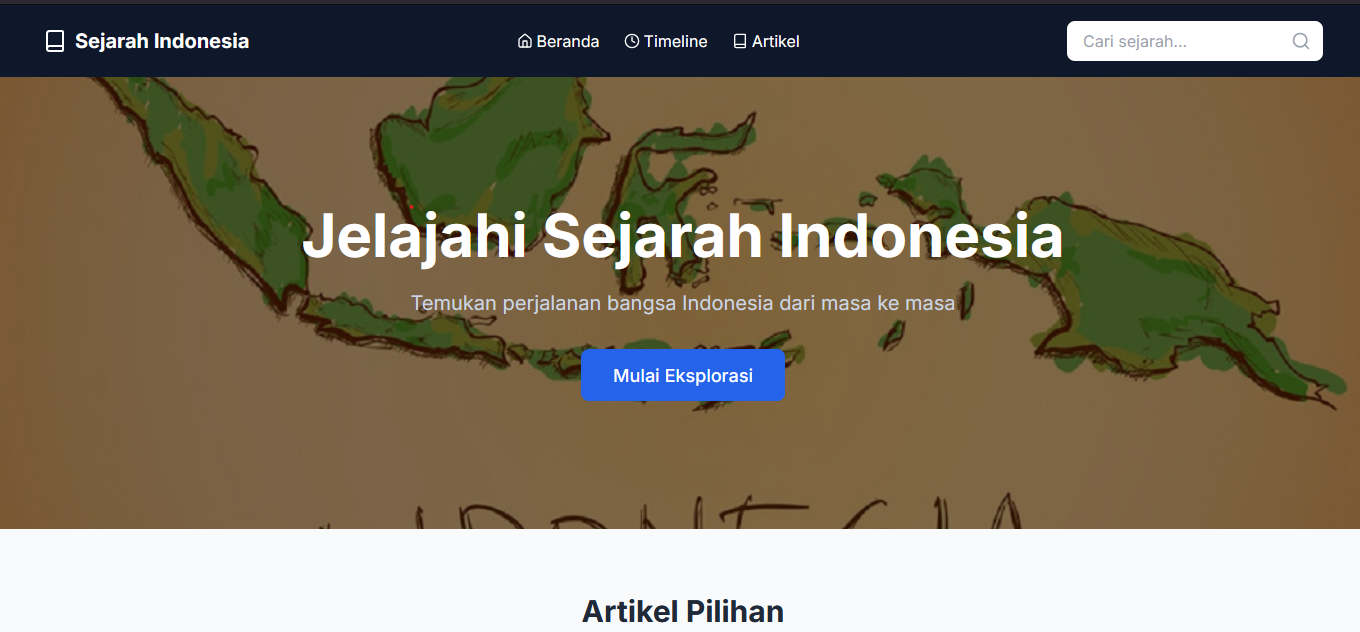 Sejarah Indonesia
Beranda
Timeline
Artikel
Cari sejarah...
Jelajahi Sejarah Indonesia
Temukan perjalanan bangsa Indonesia dari masa ke masa
Mulai Eksplorasi
INDONESIA
Artikel Pilihan